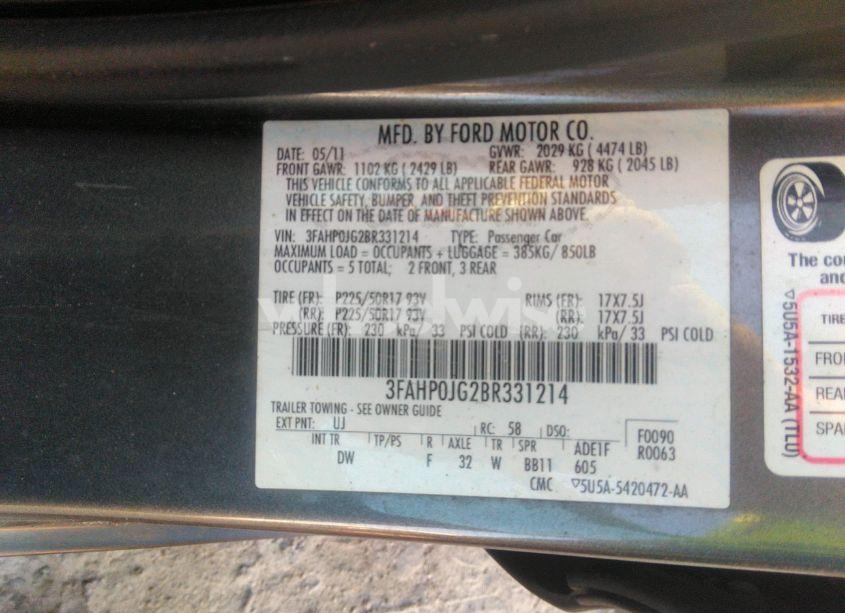 MFD. BY FORD MOTOR CO.
DATE: 05/11 GVWR: 2029 KG (4474 LB)
FRONT GAWR: 1102 KG (2429 LB) REAR GAWR: 928 KG (2045 LB)
THIS VEHICLE CONFORMS TO ALL APPLICABLE FEDERAL MOTOR
VEHICLE SAFETY, BUMPER, AND THEFT PREVENTION STANDARDS
IN EFFECT ON THE DATE OF MANUFACTURE SHOWN ABOVE.
VIN: 3FAHP0JG2BR331214 TYPE: Passenger Car
MAXIMUM LOAD = OCCUPANTS + LUGGAGE = 385KG/ 850LB
OCCUPANTS = 5 TOTAL; 2 FRONT, 3 REAR
TIRE (FR): P225/50R17 93V RIMS (FR): 17X7.5J
(RR): P225/50R17 93V (RR): 17X7.5J
PRESSURE (FR): 230 kPa/ 33 PSI COLD (RR): 230 kPa/ 33 PSI COLD
3FAHP0JG2BR331214
TRAILER TOWING - SEE OWNER GUIDE
EXT PNT: UJ RC: 58 DSO: F0090
INT TR TP/PS R AXLE TR SPR ADE1F R0063
DW F 32 W BB11 605
CMC ▽5U5A-5420472-AA
▽5U5A-1532-AA (TLU)
The
and
TIRE
FRO
REA
SPA